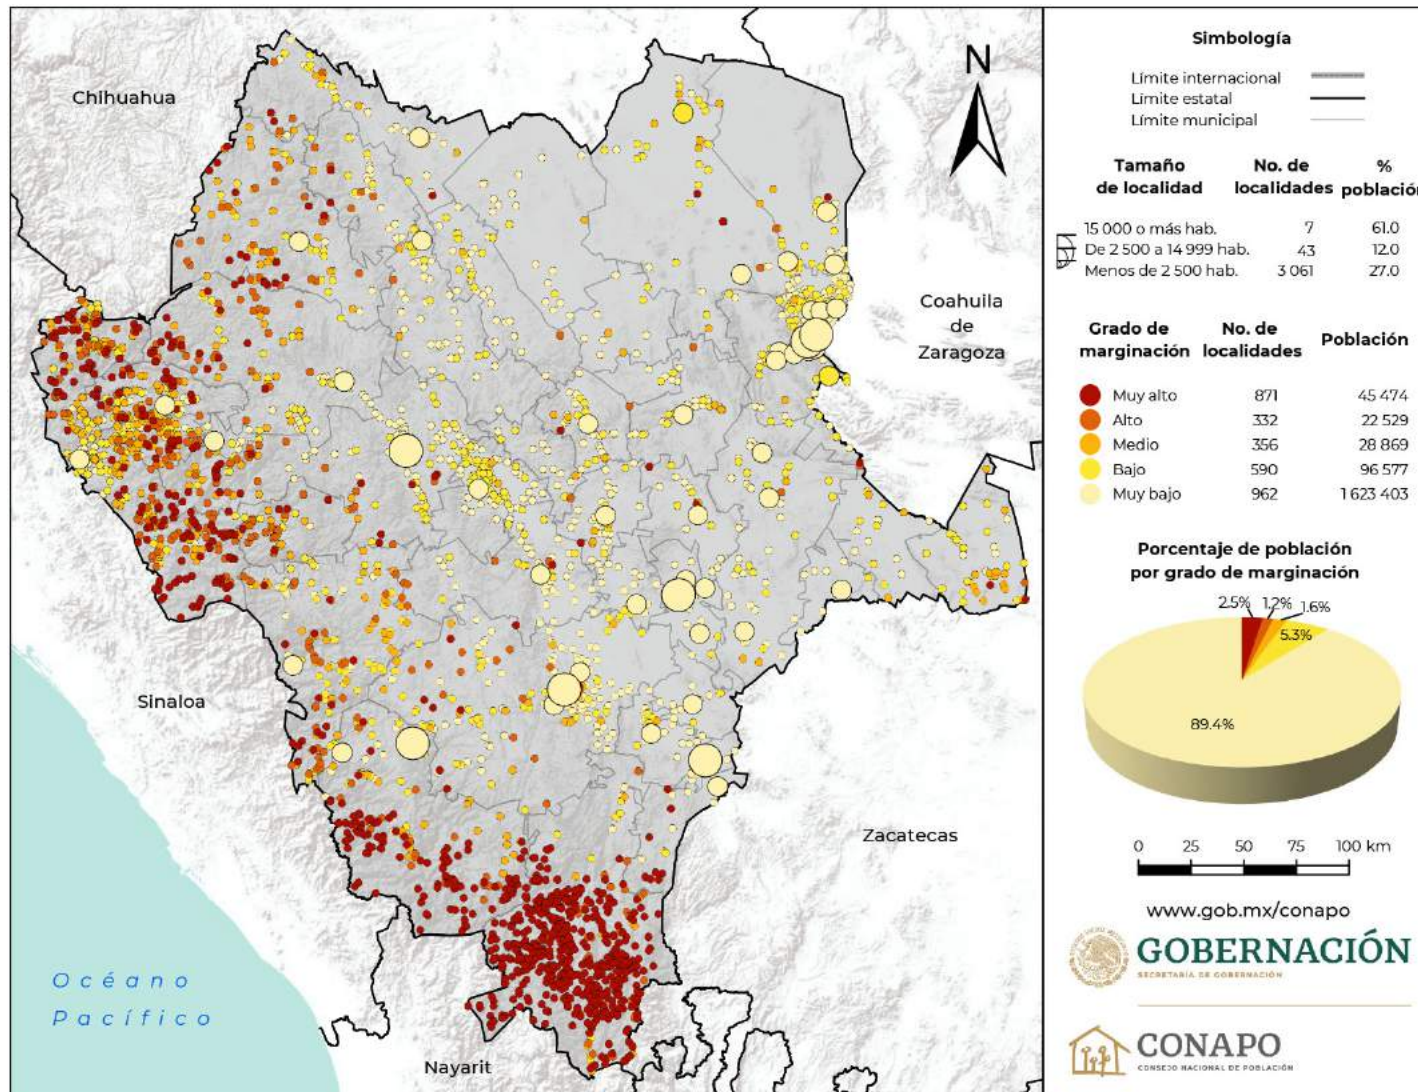 Chihuahua
N
Coahuila
de
Zaragoza
Sinaloa
Zacatecas
Océano
Pacífico
Nayarit
Simbología
Límite internacional
Límite estatal
Límite municipal
Tamaño de localidad No. de localidades % población
15 000 o más hab. 7 61.0
De 2 500 a 14 999 hab. 43 12.0
Menos de 2 500 hab. 3 061 27.0
Grado de marginación No. de localidades Población
Muy alto 871 45 474
Alto 332 22 529
Medio 356 28 869
Bajo 590 96 577
Muy bajo 962 1 623 403
Porcentaje de población
por grado de marginación
2.5% 1.2% 1.6%
5.3%
89.4%
0 25 50 75 100 km
www.gob.mx/conapo
GOBERNACIÓN
SECRETARÍA DE GOBERNACIÓN
CONAPO
CONSEJO NACIONAL DE POBLACIÓN